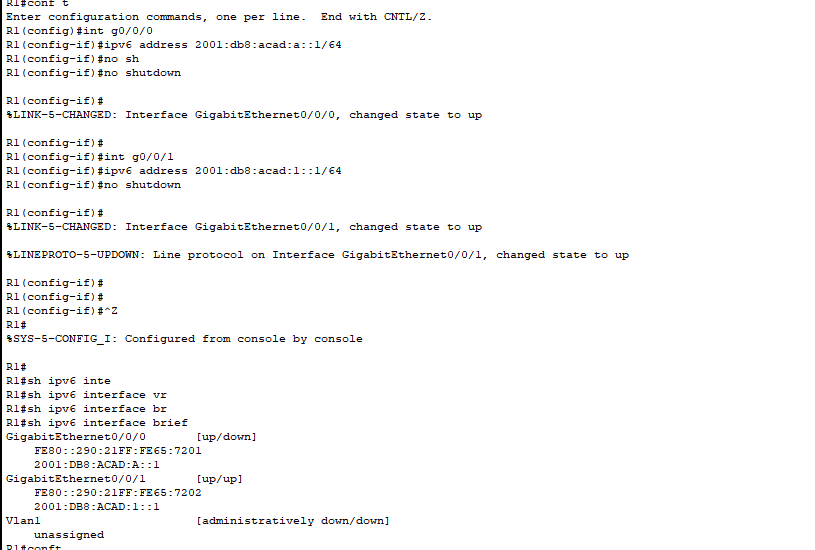 R1#conf t
Enter configuration commands, one per line.  End with CNTL/Z.
R1(config)#int g0/0/0
R1(config-if)#ipv6 address 2001:db8:acad:a::1/64
R1(config-if)#no sh
R1(config-if)#no shutdown
R1(config-if)#
%LINK-5-CHANGED: Interface GigabitEthernet0/0/0, changed state to up
R1(config-if)#
R1(config-if)#int g0/0/1
R1(config-if)#ipv6 address 2001:db8:acad:1::1/64
R1(config-if)#no shutdown
R1(config-if)#
%LINK-5-CHANGED: Interface GigabitEthernet0/0/1, changed state to up
%LINEPROTO-5-UPDOWN: Line protocol on Interface GigabitEthernet0/0/1, changed state to up
R1(config-if)#
R1(config-if)#
R1(config-if)#^Z
R1#
%SYS-5-CONFIG_I: Configured from console by console
R1#
R1#sh ipv6 inte
R1#sh ipv6 interface vr
R1#sh ipv6 interface br
R1#sh ipv6 interface brief
GigabitEthernet0/0/0       [up/down]
    FE80::290:21FF:FE65:7201
    2001:DB8:ACAD:A::1
GigabitEthernet0/0/1       [up/up]
    FE80::290:21FF:FE65:7202
    2001:DB8:ACAD:1::1
Vlan1                      [administratively down/down]
    unassigned
R1#conft